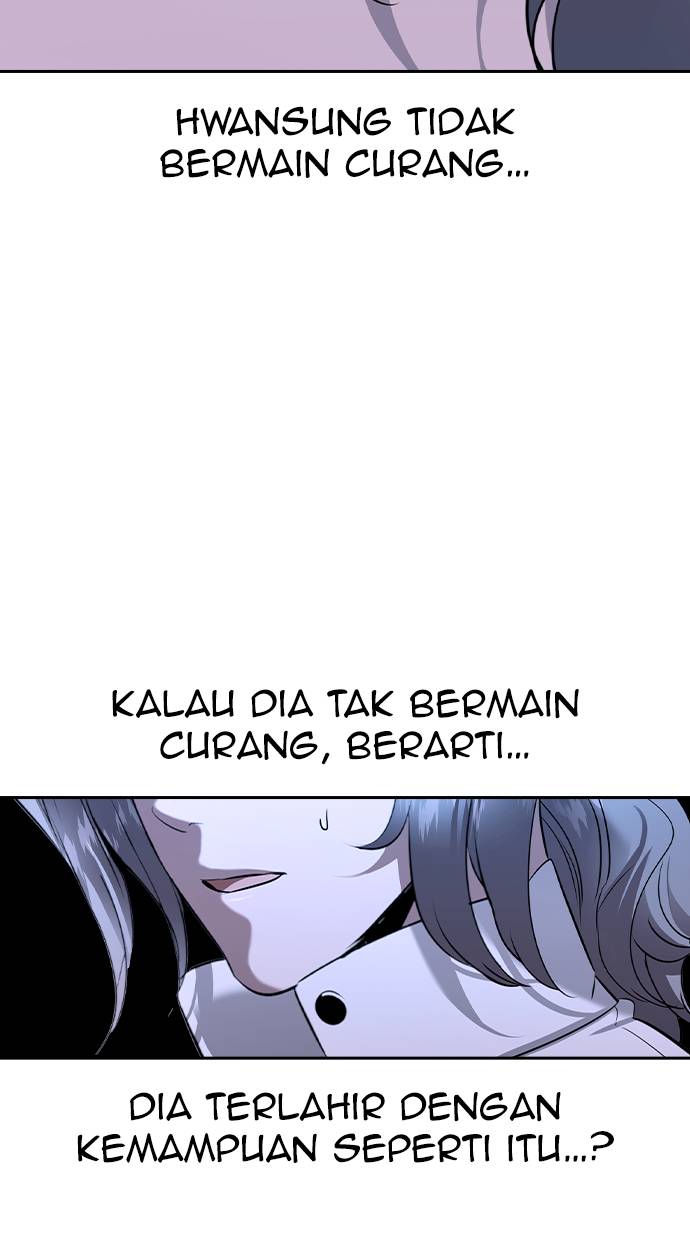 HWANSUNG TIDAK
BERMAIN CURANG...
KALAU DIA TAK BERMAIN
CURANG, BERARTI...
DIA TERLAHIR DENGAN
KEMAMPUAN SEPERTI ITU...?